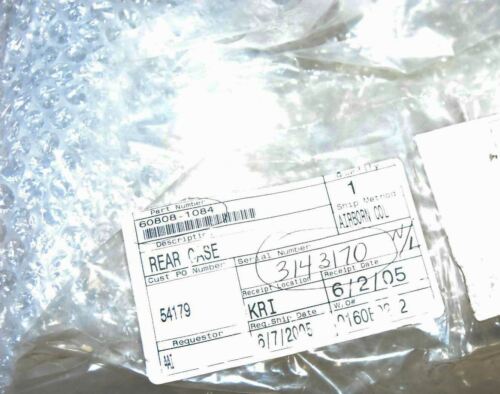 Part Number
60808-1084
1
Description
Ship Method
REAR CASE
AIRBORN COL
Cust PO Number
Serial Number
3143170
W/L
54179
Receipt Location
Receipt Date
KRI
6/2/05
Requestor
Req. Ship Date
W.O#
6/7/2005